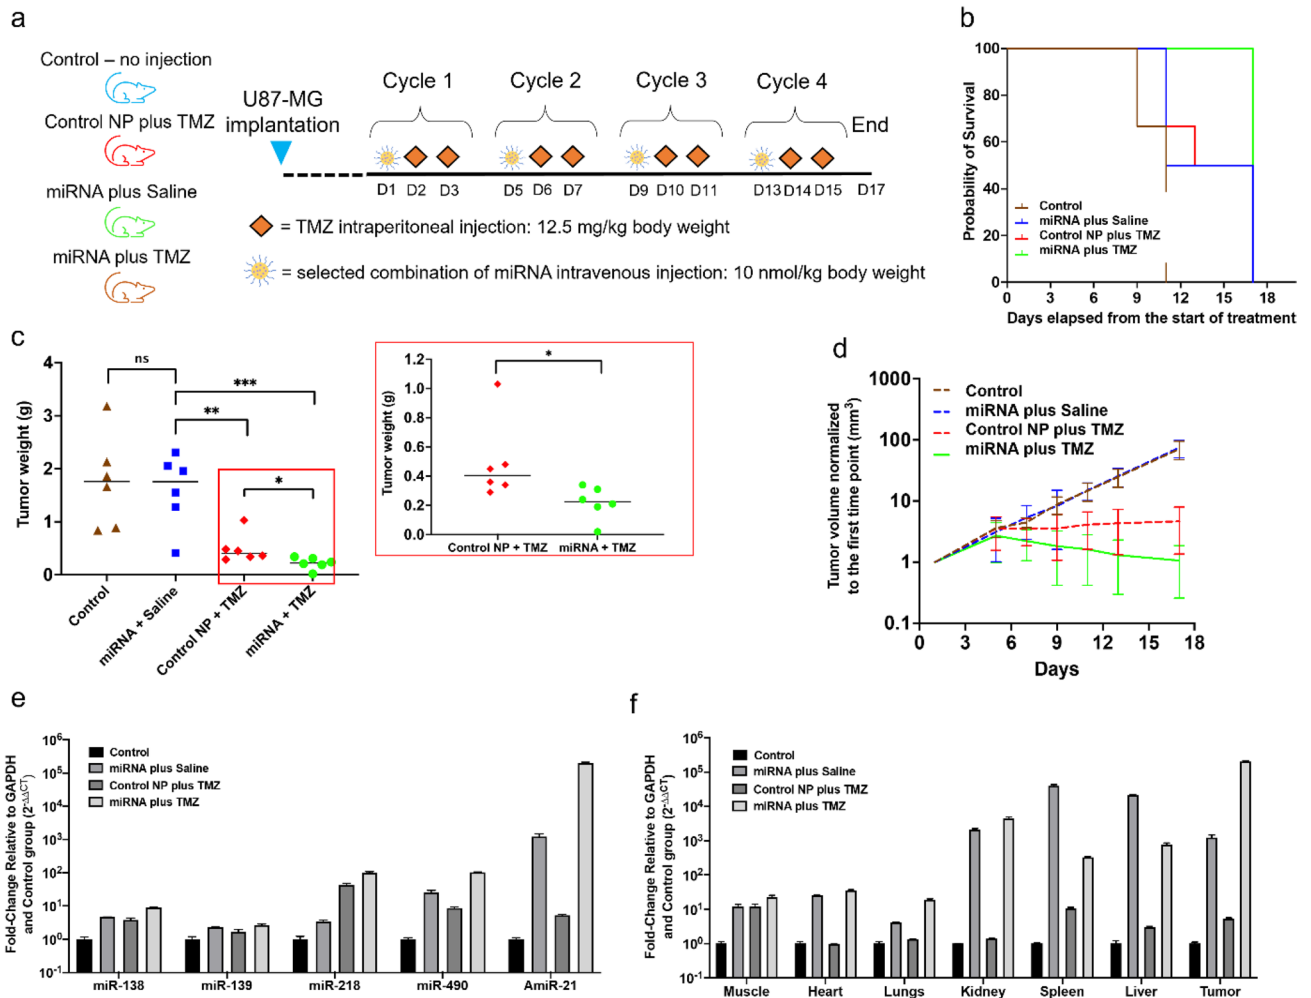 a
Control – no injection
Control NP plus TMZ
miRNA plus Saline
miRNA plus TMZ
U87-MG
implantation
Cycle 1
Cycle 2
Cycle 3
Cycle 4
End
D1 D2 D3 D5 D6 D7 D9 D10 D11 D13 D14 D15 D17
= TMZ intraperitoneal injection: 12.5 mg/kg body weight
= selected combination of miRNA intravenous injection: 10 nmol/kg body weight
b
Probability of Survival
100
80
60
40
20
0
Control
miRNA plus Saline
Control NP plus TMZ
miRNA plus TMZ
0 3 6 9 12 15 18
Days elapsed from the start of treatment
c
Tumor weight (g)
4
3
2
1
0
ns
***
**
*
Control
miRNA + Saline
Control NP + TMZ
miRNA + TMZ
Tumor weight (g)
1.2
1.0
0.8
0.6
0.4
0.2
0.0
*
Control NP + TMZ
miRNA + TMZ
d
Tumor volume normalized
to the first time point (mm³)
1000
100
10
1
0.1
Control
miRNA plus Saline
Control NP plus TMZ
miRNA plus TMZ
0 3 6 9 12 15 18
Days
e
Fold-Change Relative to GAPDH
and Control group (2^-ΔΔCT)
10⁶
10⁵
10⁴
10³
10²
10¹
10⁰
10⁻¹
Control
miRNA plus Saline
Control NP plus TMZ
miRNA plus TMZ
miR-138 miR-139 miR-218 miR-490 AmiR-21
f
Fold-Change Relative to GAPDH
and Control group (2^-ΔΔCT)
10⁶
10⁵
10⁴
10³
10²
10¹
10⁰
10⁻¹
Control
miRNA plus Saline
Control NP plus TMZ
miRNA plus TMZ
Muscle Heart Lungs Kidney Spleen Liver Tumor